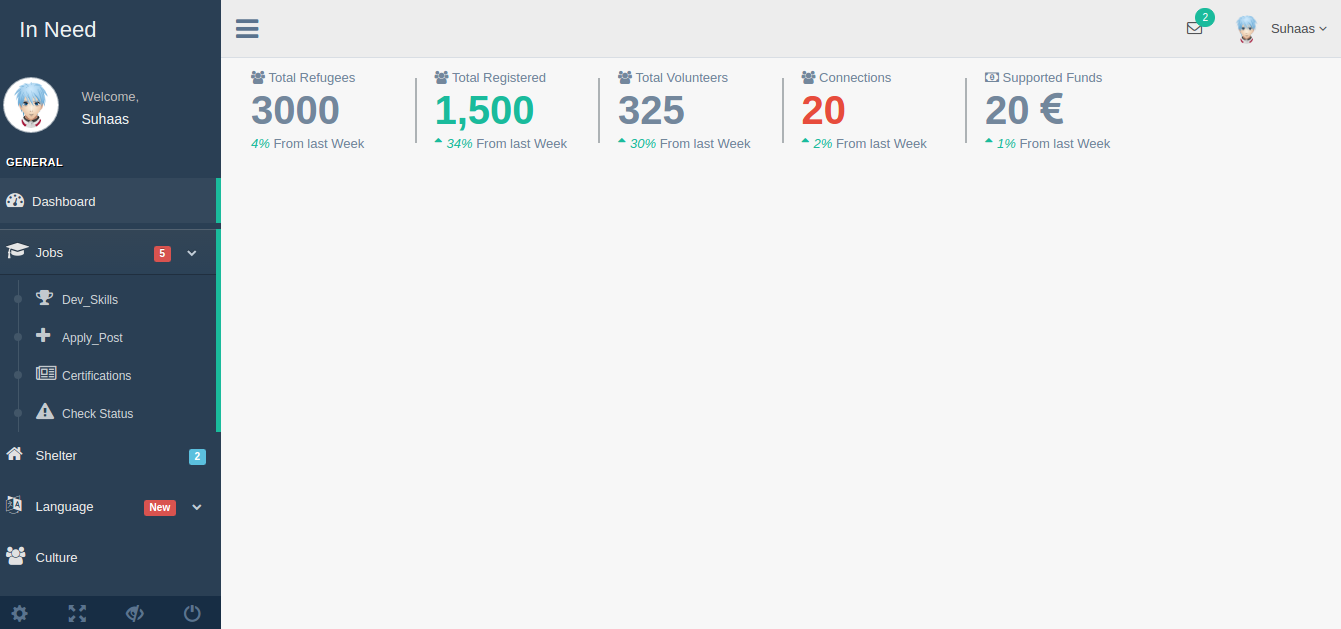 In Need
Welcome,
Suhaas
GENERAL
Dashboard
Jobs 5
Dev_Skills
Apply_Post
Certifications
Check Status
Shelter 2
Language New
Culture
2
Suhaas
Total Refugees
3000
4% From last Week
Total Registered
1,500
34% From last Week
Total Volunteers
325
30% From last Week
Connections
20
2% From last Week
Supported Funds
20 €
1% From last Week